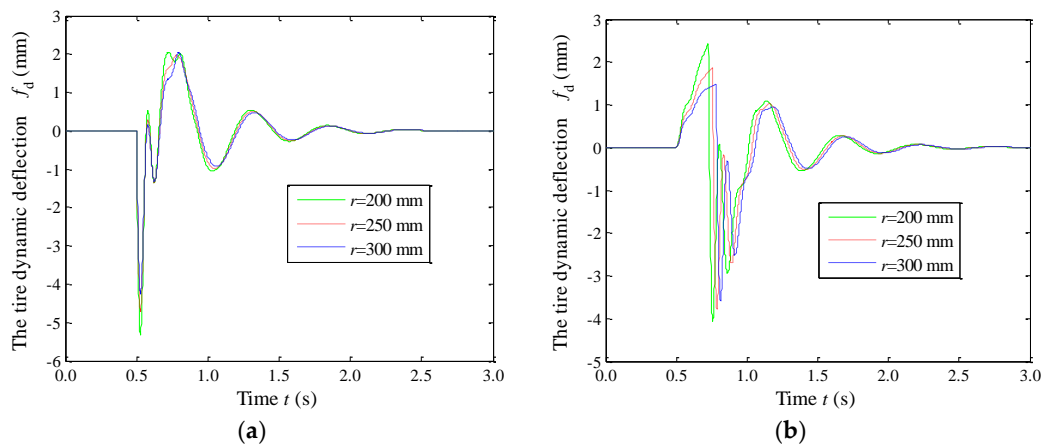 The tire dynamic deflection f_d (mm)
3
2
1
0
-1
-2
-3
-4
-5
-6
r=200 mm
r=250 mm
r=300 mm
0.0 0.5 1.0 1.5 2.0 2.5 3.0
Time t (s)
(a)
The tire dynamic deflection f_d (mm)
3
2
1
0
-1
-2
-3
-4
-5
r=200 mm
r=250 mm
r=300 mm
0.0 0.5 1.0 1.5 2.0 2.5 3.0
Time t (s)
(b)